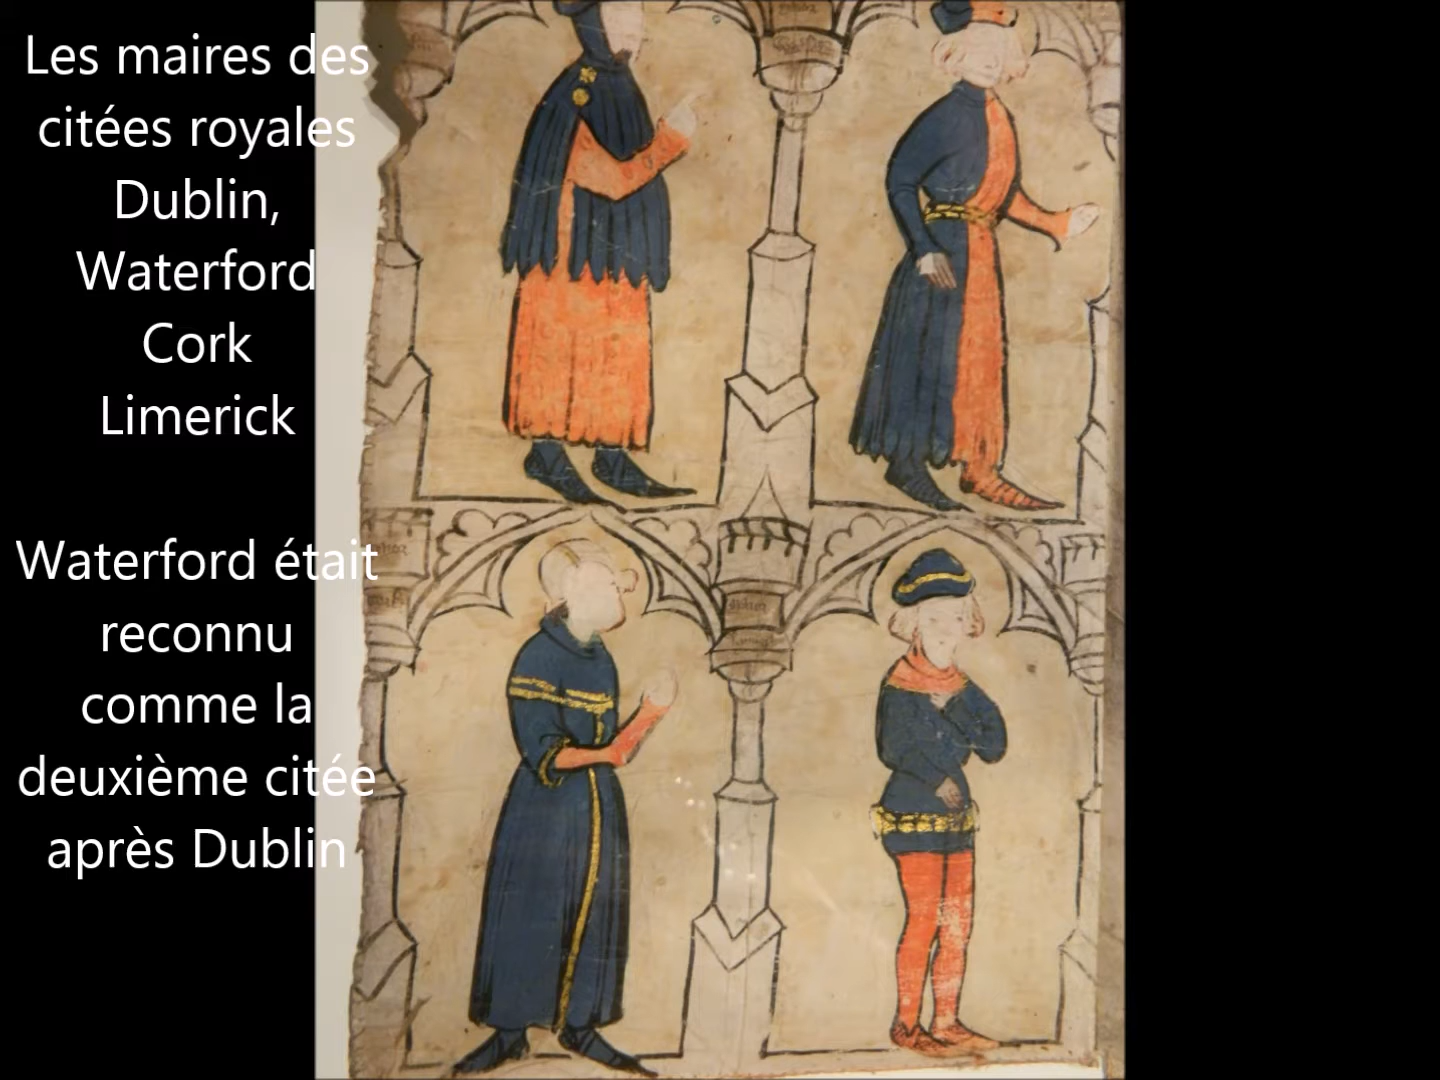 Les maires des
citées royales
Dublin,
Waterford
Cork
Limerick
Waterford était
reconnu
comme la
deuxième citée
après Dublin